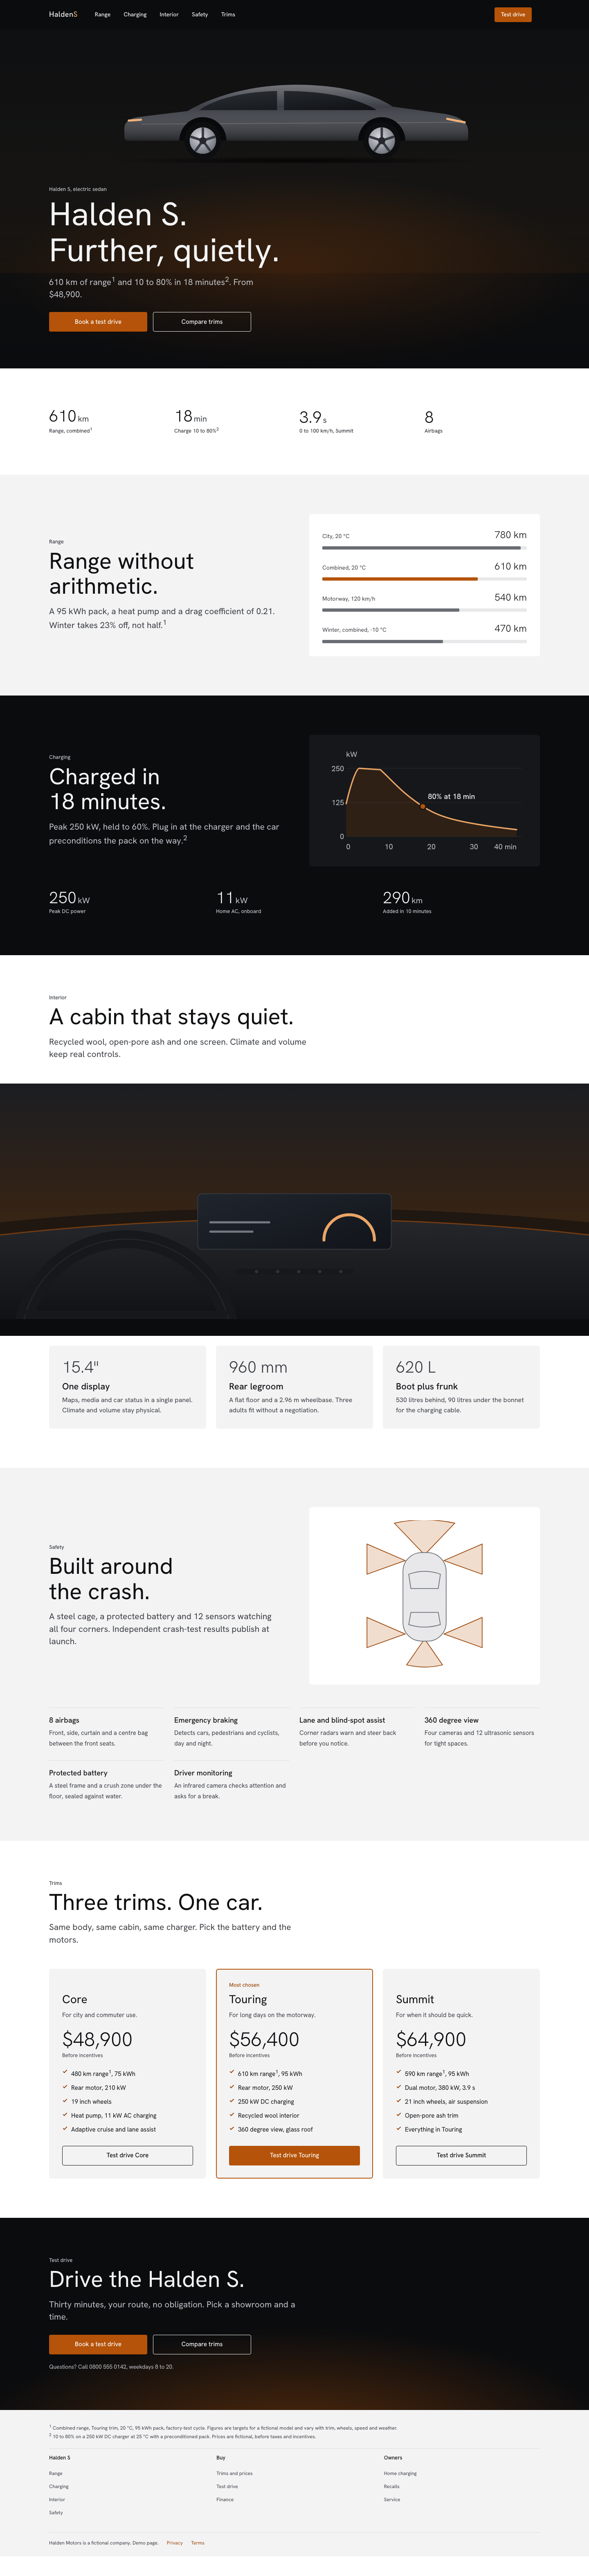 HaldenS Range Charging Interior Safety Trims Test drive
Halden S, electric sedan
Halden S.
Further, quietly.
610 km of range1 and 10 to 80% in 18 minutes2. From
$48,900.
Book a test drive Compare trims
610 km 18 min 3.9 s 8
Range, combined1 Charge 10 to 80%2 0 to 100 km/h, Summit Airbags
Range
Range without
arithmetic.
A 95 kWh pack, a heat pump and a drag coefficient of 0.21.
Winter takes 23% off, not half.1
City, 20 °C 780 km
Combined, 20 °C 610 km
Motorway, 120 km/h 540 km
Winter, combined, -10 °C 470 km
Charging
Charged in
18 minutes.
Peak 250 kW, held to 60%. Plug in at the charger and the car
preconditions the pack on the way.2
kW
250
125
0
80% at 18 min
0 10 20 30 40 min
250 kW 11 kW 290 km
Peak DC power Home AC, onboard Added in 10 minutes
Interior
A cabin that stays quiet.
Recycled wool, open-pore ash and one screen. Climate and volume
keep real controls.
15.4"
One display
Maps, media and car status in a single panel.
Climate and volume stay physical.
960 mm
Rear legroom
A flat floor and a 2.96 m wheelbase. Three
adults fit without a negotiation.
620 L
Boot plus frunk
530 litres behind, 90 litres under the bonnet
for the charging cable.
Safety
Built around
the crash.
A steel cage, a protected battery and 12 sensors watching
all four corners. Independent crash-test results publish at
launch.
8 airbags
Front, side, curtain and a centre bag
between the front seats.
Emergency braking
Detects cars, pedestrians and cyclists,
day and night.
Lane and blind-spot assist
Corner radars warn and steer back
before you notice.
360 degree view
Four cameras and 12 ultrasonic sensors
for tight spaces.
Protected battery
A steel frame and a crush zone under the
floor, sealed against water.
Driver monitoring
An infrared camera checks attention and
asks for a break.
Trims
Three trims. One car.
Same body, same cabin, same charger. Pick the battery and the
motors.
Core
For city and commuter use.
$48,900
Before incentives
480 km range1, 75 kWh
Rear motor, 210 kW
19 inch wheels
Heat pump, 11 kW AC charging
Adaptive cruise and lane assist
Test drive Core
Most chosen
Touring
For long days on the motorway.
$56,400
Before incentives
610 km range1, 95 kWh
Rear motor, 250 kW
250 kW DC charging
Recycled wool interior
360 degree view, glass roof
Test drive Touring
Summit
For when it should be quick.
$64,900
Before incentives
590 km range1, 95 kWh
Dual motor, 380 kW, 3.9 s
21 inch wheels, air suspension
Open-pore ash trim
Everything in Touring
Test drive Summit
Test drive
Drive the Halden S.
Thirty minutes, your route, no obligation. Pick a showroom and a
time.
Book a test drive Compare trims
Questions? Call 0800 555 0142, weekdays 8 to 20.
1 Combined range, Touring trim, 20 °C, 95 kWh pack, factory-test cycle. Figures are targets for a fictional model and vary with trim, wheels, speed and weather.
2 10 to 80% on a 250 kW DC charger at 25 °C with a preconditioned pack. Prices are fictional, before taxes and incentives.
Halden S
Range
Charging
Interior
Safety
Buy
Trims and prices
Test drive
Finance
Owners
Home charging
Recalls
Service
Halden Motors is a fictional company. Demo page. Privacy Terms